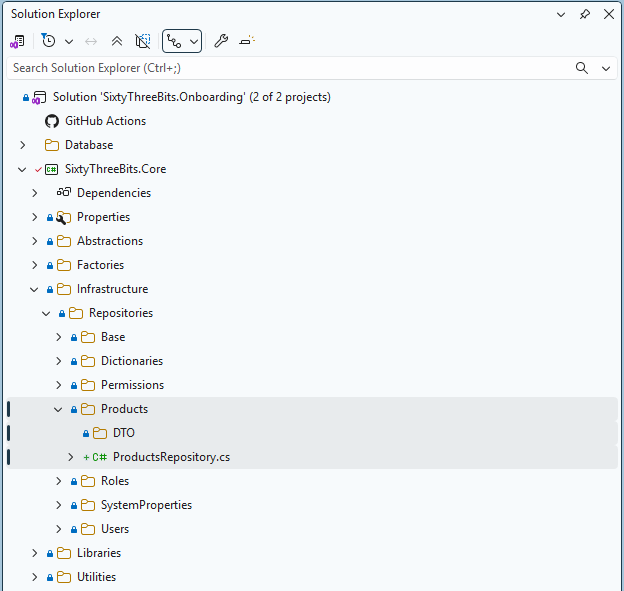 Solution Explorer
Search Solution Explorer (Ctrl+;)
Solution 'SixtyThreeBits.Onboarding' (2 of 2 projects)
GitHub Actions
Database
C# SixtyThreeBits.Core
Dependencies
Properties
Abstractions
Factories
Infrastructure
Repositories
Base
Dictionaries
Permissions
Products
DTO
+ C# ProductsRepository.cs
Roles
SystemProperties
Users
Libraries
Utilities